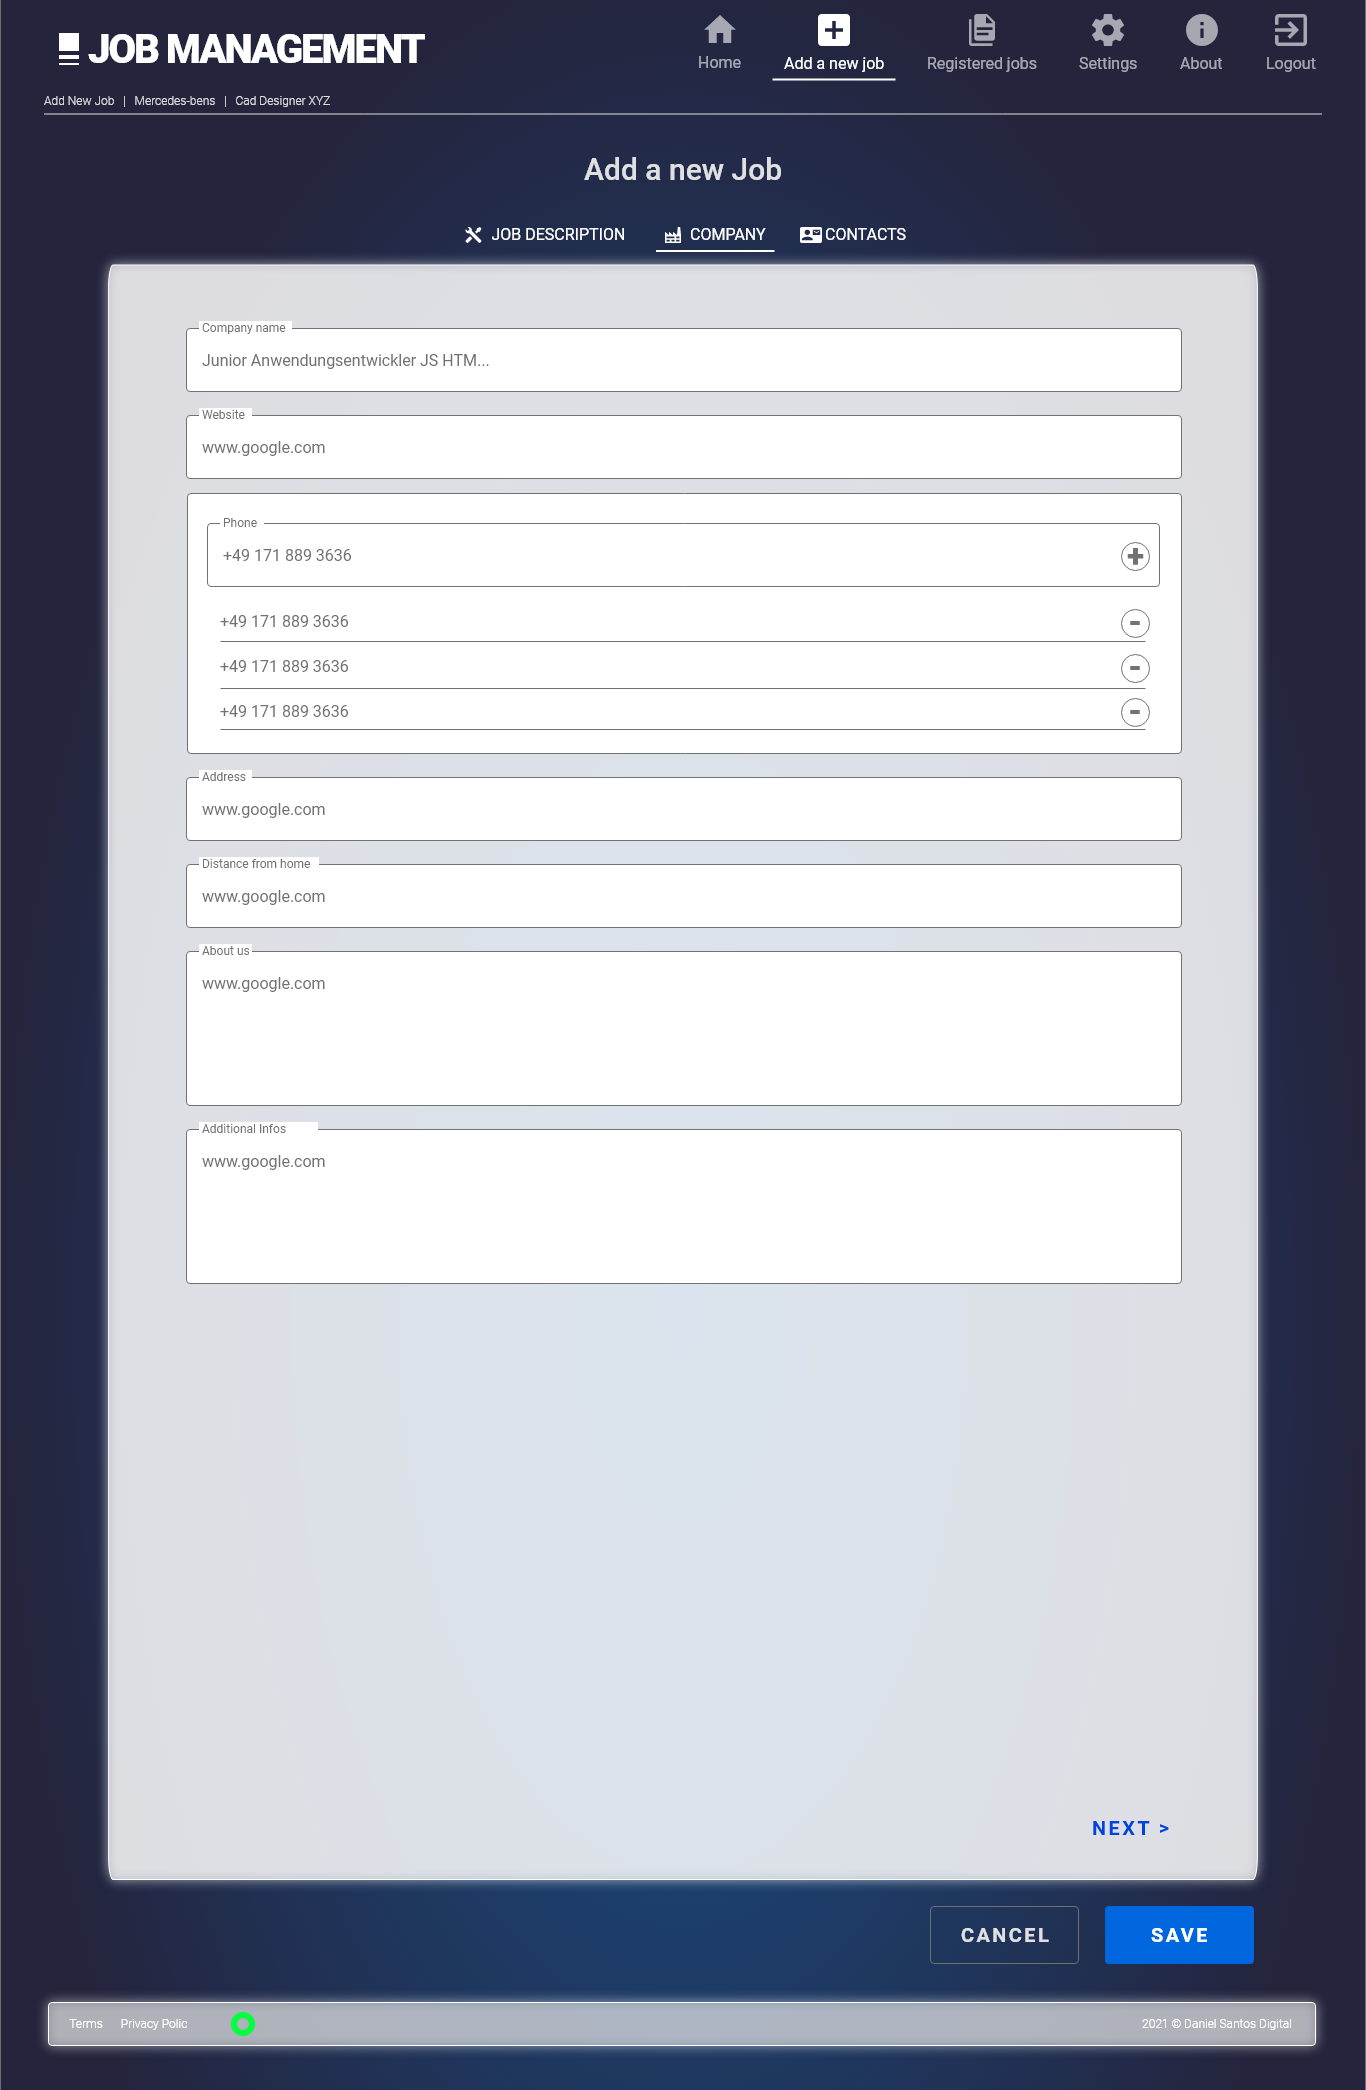 JOB MANAGEMENT
Home
Add a new job
Registered jobs
Settings
About
Logout
Add New Job | Mercedes-bens | Cad Designer XYZ
Add a new Job
JOB DESCRIPTION
COMPANY
CONTACTS
Company name
Junior Anwendungsentwickler JS HTM...
Website
www.google.com
Phone
+49 171 889 3636
+49 171 889 3636
+49 171 889 3636
+49 171 889 3636
Address
www.google.com
Distance from home
www.google.com
About us
www.google.com
Additional Infos
www.google.com
NEXT >
CANCEL
SAVE
Terms
Privacy Polic
2021 © Daniel Santos Digital